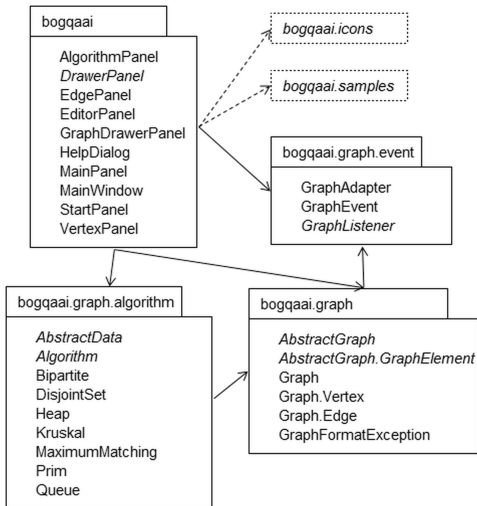 bogqaai
AlgorithmPanel
DrawerPanel
EdgePanel
EditorPanel
GraphDrawerPanel
HelpDialog
MainPanel
MainWindow
StartPanel
VertexPanel
bogqaai.icons
bogqaai.samples
bogqaai.graph.event
GraphAdapter
GraphEvent
GraphListener
bogqaai.graph.algorithm
AbstractData
Algorithm
Bipartite
DisjointSet
Heap
Kruskal
MaximumMatching
Prim
Queue
bogqaai.graph
AbstractGraph
AbstractGraph.GraphElement
Graph
Graph.Vertex
Graph.Edge
GraphFormatException